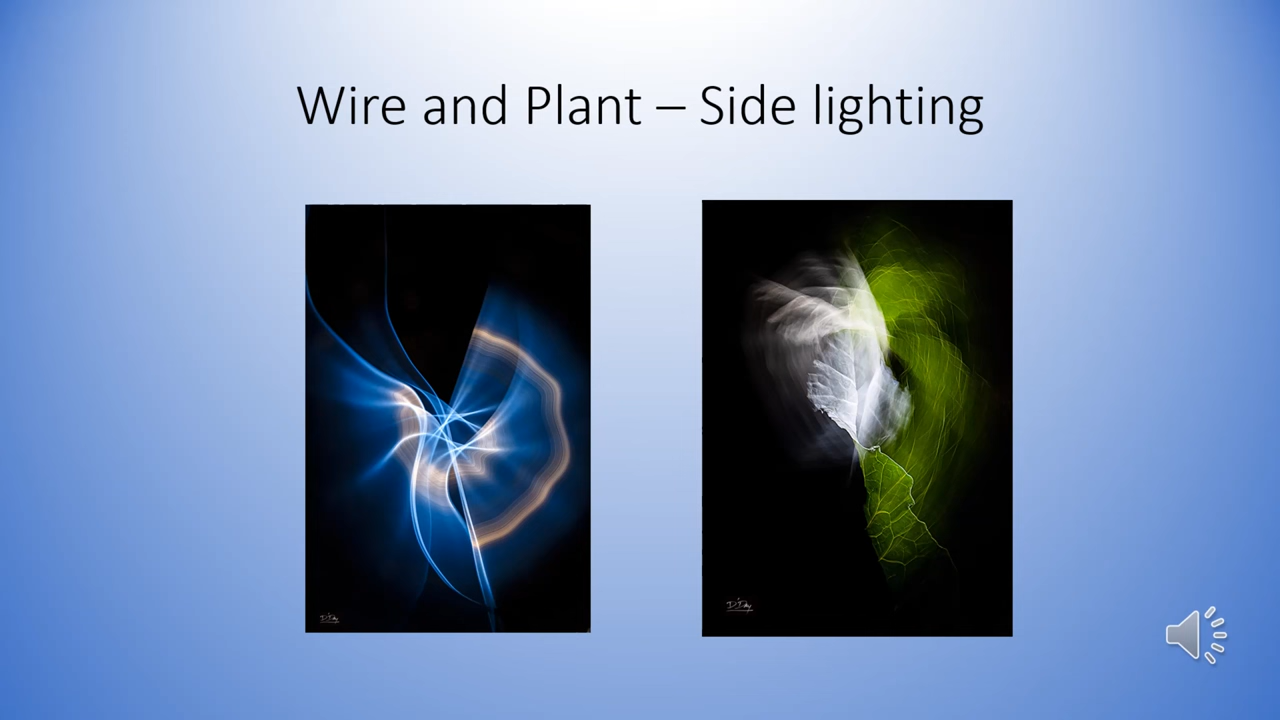 Wire and Plant – Side lighting